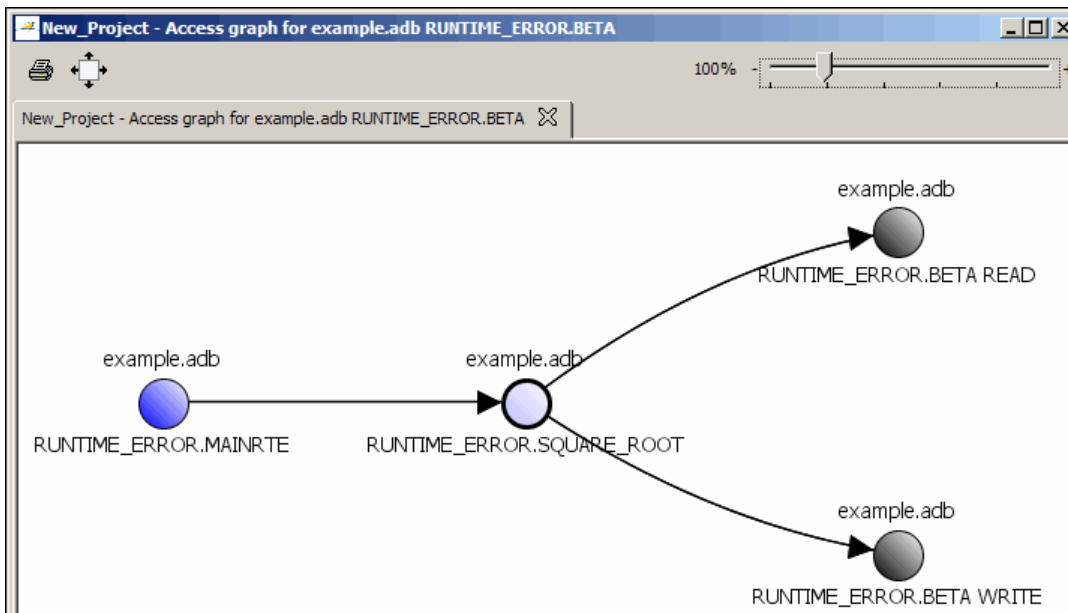 New_Project - Access graph for example.adb RUNTIME_ERROR.BETA
100% - +
New_Project - Access graph for example.adb RUNTIME_ERROR.BETA
example.adb
RUNTIME_ERROR.BETA READ
example.adb
RUNTIME_ERROR.MAINRTE
example.adb
RUNTIME_ERROR.SQUARE_ROOT
example.adb
RUNTIME_ERROR.BETA WRITE